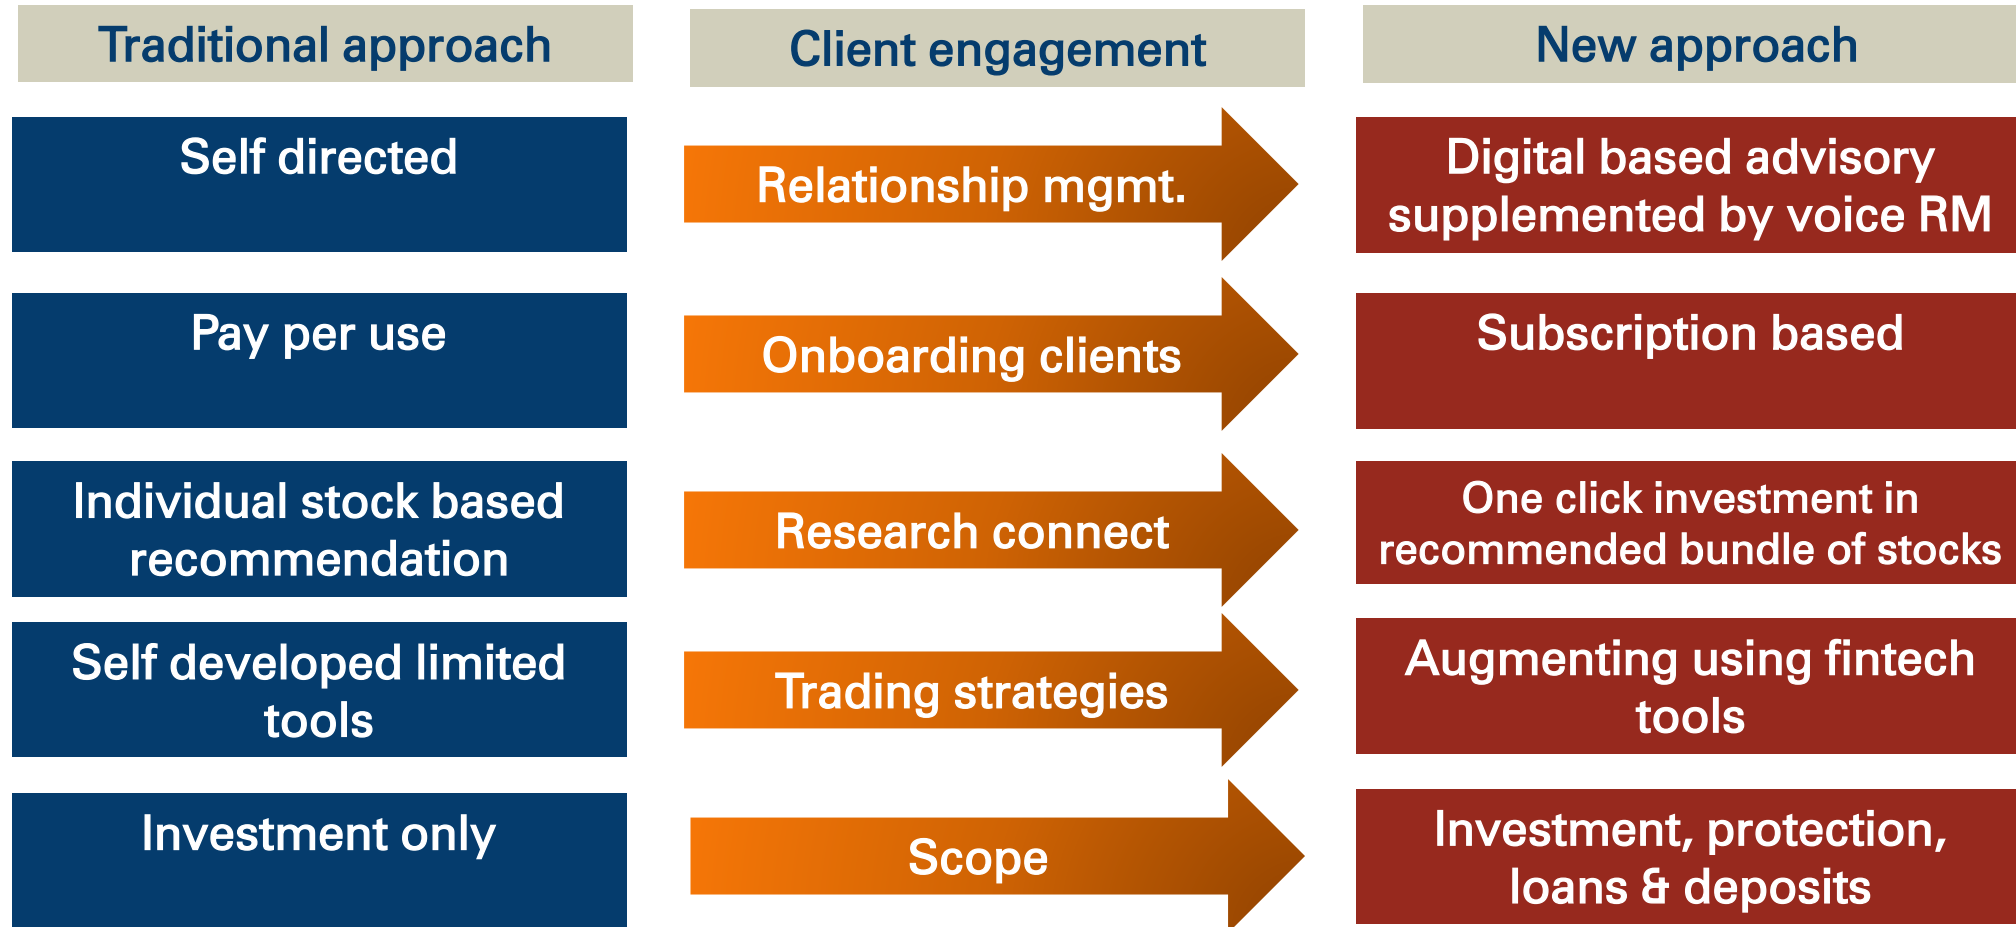 Traditional approach
Client engagement
New approach
Self directed
Relationship mgmt.
Digital based advisory
supplemented by voice RM
Pay per use
Onboarding clients
Subscription based
Individual stock based
recommendation
Research connect
One click investment in
recommended bundle of stocks
Self developed limited
tools
Trading strategies
Augmenting using fintech
tools
Investment only
Scope
Investment, protection,
loans & deposits